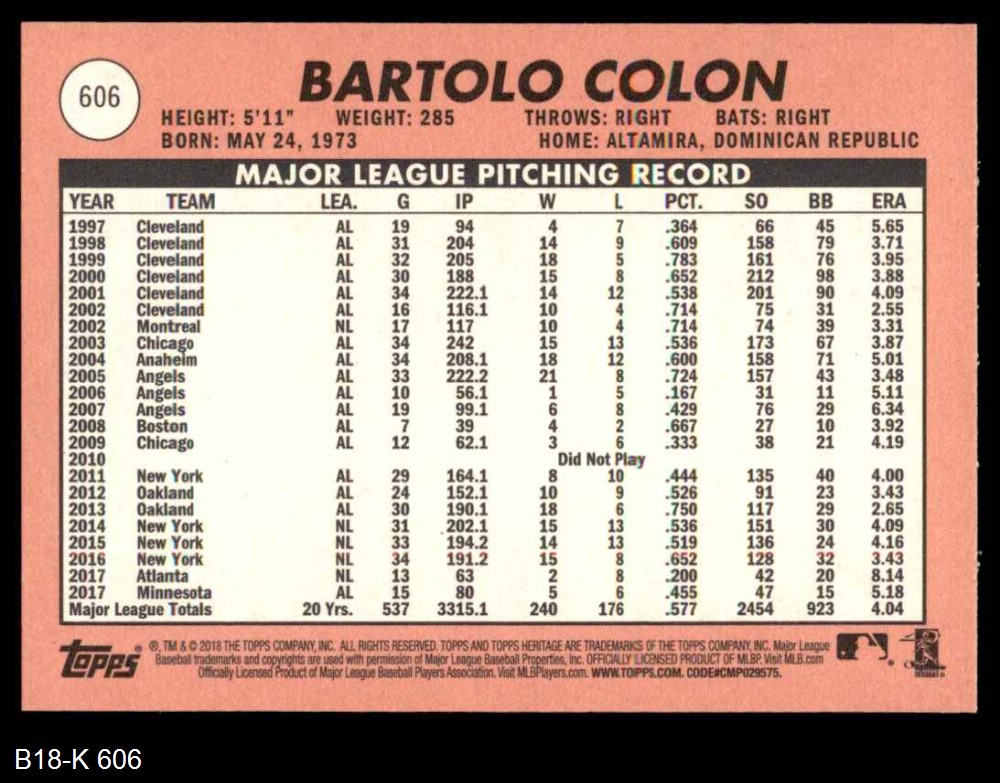 606
BARTOLO COLON
HEIGHT: 5'11" WEIGHT: 285 THROWS: RIGHT BATS: RIGHT
BORN: MAY 24, 1973 HOME: ALTAMIRA, DOMINICAN REPUBLIC
MAJOR LEAGUE PITCHING RECORD
YEAR TEAM LEA. G IP W L PCT. SO BB ERA
1997 Cleveland AL 19 94 4 7 .364 66 45 5.65
1998 Cleveland AL 31 204 14 9 .609 158 79 3.71
1999 Cleveland AL 32 205 18 5 .783 161 76 3.95
2000 Cleveland AL 30 188 15 8 .652 212 98 3.88
2001 Cleveland AL 34 222.1 14 12 .538 201 90 4.09
2002 Cleveland AL 16 116.1 10 4 .714 75 31 2.55
2002 Montreal NL 17 117 10 4 .714 74 39 3.31
2003 Chicago AL 34 242 15 13 .536 173 67 3.87
2004 Anaheim AL 34 208.1 18 12 .600 158 71 5.01
2005 Angels AL 33 222.2 21 8 .724 157 43 3.48
2006 Angels AL 10 56.1 1 5 .167 31 11 5.11
2007 Angels AL 19 99.1 6 8 .429 76 29 6.34
2008 Boston AL 7 39 4 2 .667 27 10 3.92
2009 Chicago AL 12 62.1 3 6 .333 38 21 4.19
2010 Did Not Play
2011 New York AL 29 164.1 8 10 .444 135 40 4.00
2012 Oakland AL 24 152.1 10 9 .526 91 23 3.43
2013 Oakland AL 30 190.1 18 6 .750 117 29 2.65
2014 New York NL 31 202.1 15 13 .536 151 30 4.09
2015 New York NL 33 194.2 14 13 .519 136 24 4.16
2016 New York NL 34 191.2 15 8 .652 128 32 3.43
2017 Atlanta NL 13 63 2 8 .200 42 20 8.14
2017 Minnesota AL 15 80 5 6 .455 47 15 5.18
Major League Totals 20 Yrs. 537 3315.1 240 176 .577 2454 923 4.04
Topps ®, TM & © 2018 THE TOPPS COMPANY, INC. ALL RIGHTS RESERVED. TOPPS AND TOPPS HERITAGE ARE TRADEMARKS OF THE TOPPS COMPANY, INC. Major League
Baseball trademarks and copyrights are used with permission of Major League Baseball Properties, Inc. OFFICIALLY LICENSED PRODUCT OF MLBP. Visit MLB.com
Officially Licensed Product of Major League Baseball Players Association. Visit MLBPlayers.com. WWW.TOPPS.COM. CODE#CMP029575.
B18-K 606